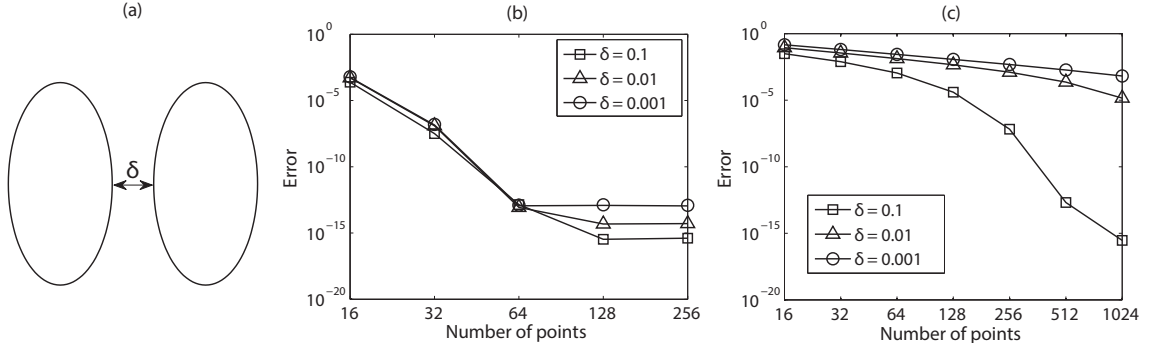 (a)
δ
(b)
10^0
10^-5
10^-10
10^-15
10^-20
Error
16 32 64 128 256
Number of points
δ = 0.1
δ = 0.01
δ = 0.001
(c)
10^0
10^-5
10^-10
10^-15
10^-20
Error
16 32 64 128 256 512 1024
Number of points
δ = 0.1
δ = 0.01
δ = 0.001